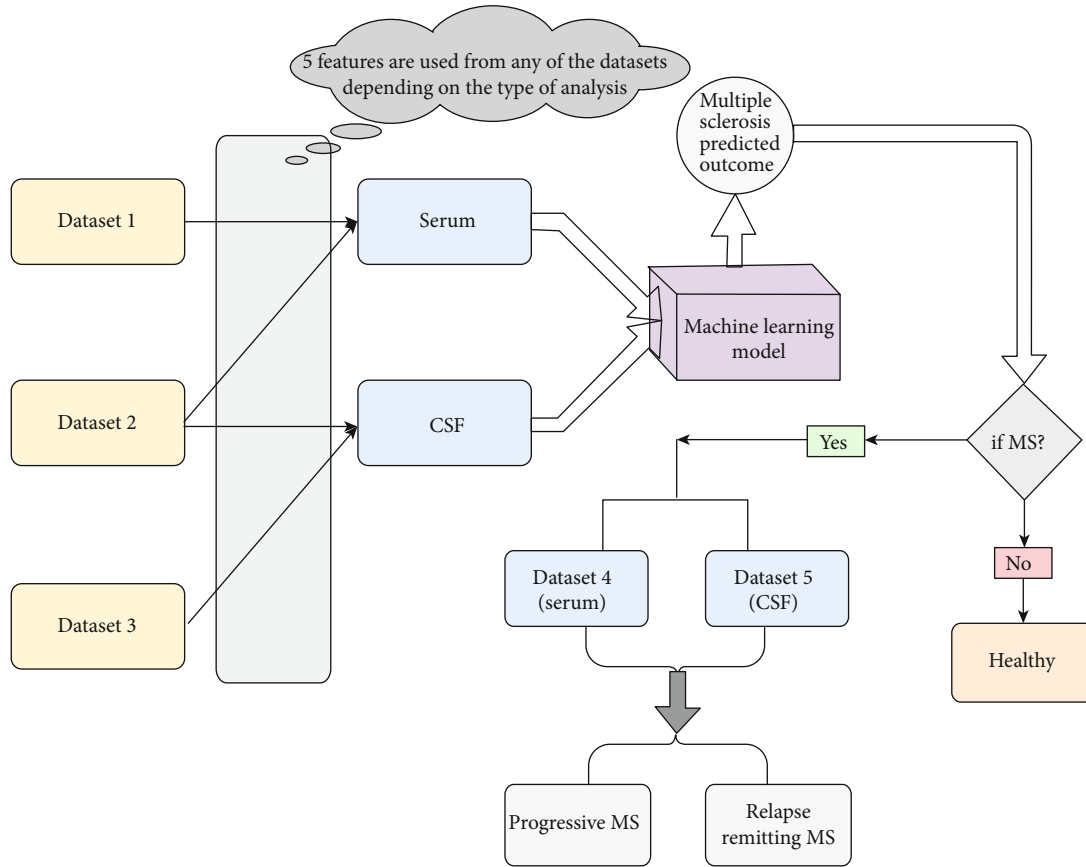 5 features are used from any of the datasets
depending on the type of analysis
Multiple
sclerosis
predicted
outcome
Dataset 1
Serum
Machine learning
model
Dataset 2
CSF
Yes
if MS?
No
Dataset 3
Dataset 4
(serum)
Dataset 5
(CSF)
Healthy
Progressive MS
Relapse
remitting MS